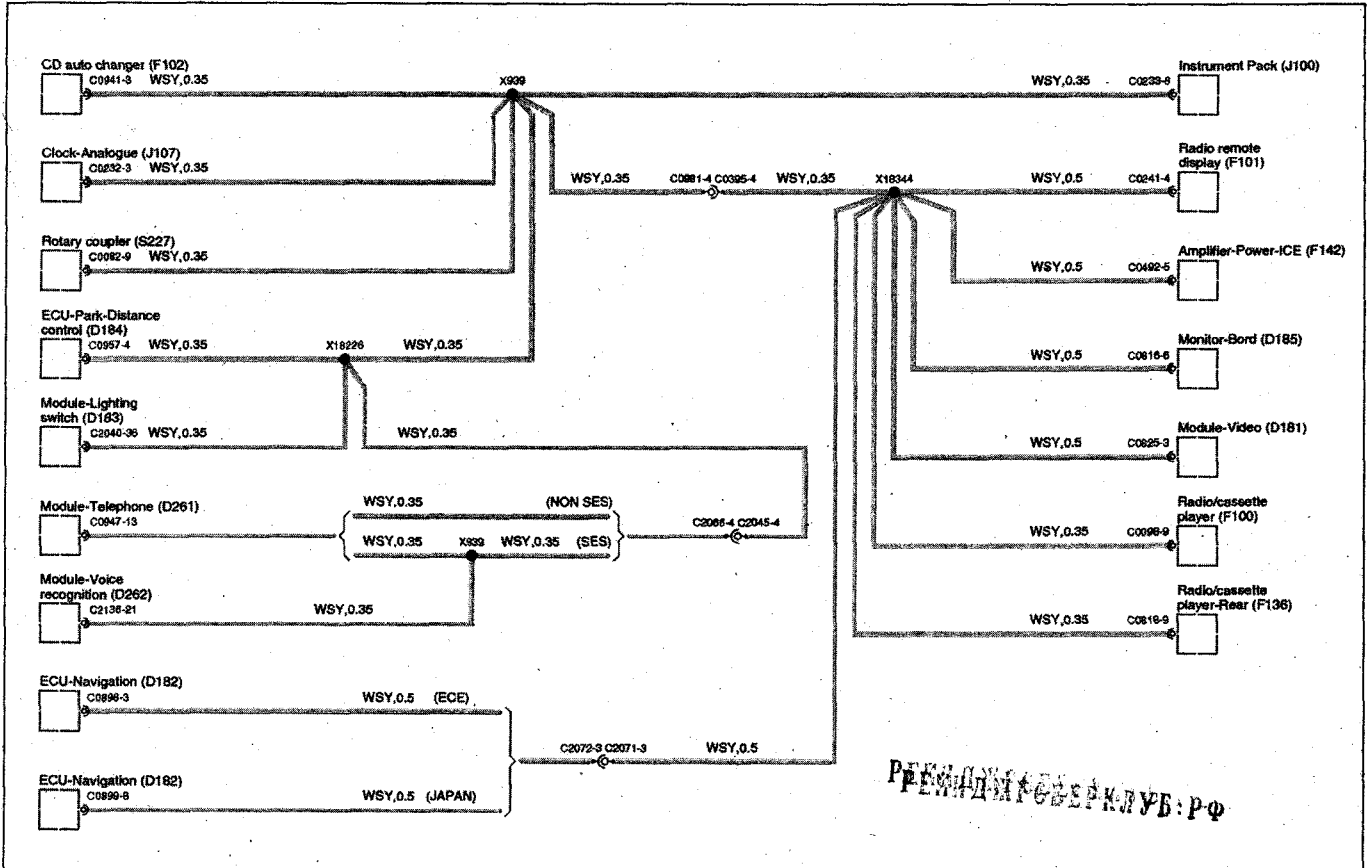 CD auto changer (F102)
C0941-3 WSY,0.35
X939
WSY,0.35 C0233-6
Instrument Pack (J100)
Clock-Analogue (J107)
C0232-3 WSY,0.35
WSY,0.35 C0981-4 C0395-4 WSY,0.35 X18344
WSY,0.5 C0241-4
Radio remote
display (F101)
Rotary coupler (S227)
C0082-9 WSY,0.35
WSY,0.5 C0492-5
Amplifier-Power-ICE (F142)
ECU-Park-Distance
control (D184)
C0957-4 WSY,0.35 X18226 WSY,0.35
WSY,0.5 C0816-6
Monitor-Bord (D185)
Module-Lighting
switch (D183)
C2040-36 WSY,0.35 WSY,0.35
WSY,0.5 C0825-3
Module-Video (D181)
Module-Telephone (D261)
C0947-13
WSY,0.35 (NON SES)
WSY,0.35 X939 WSY,0.35 (SES)
C2066-4 C2045-4
WSY,0.35 C0098-9
Radio/cassette
player (F100)
Module-Voice
recognition (D262)
C2136-21 WSY,0.35
WSY,0.35 C0818-9
Radio/cassette
player-Rear (F136)
ECU-Navigation (D182)
C0898-3 WSY,0.5 (ECE)
C2072-3 C2071-3 WSY,0.5
ECU-Navigation (D182)
C0899-6 WSY,0.5 (JAPAN)
РЕЙНДЖРОВЕРКЛУБ.РФ